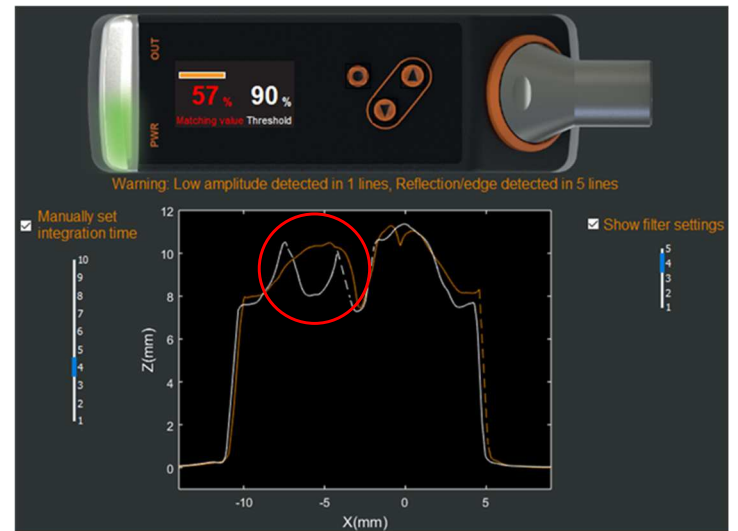 OUT
PWR
57 % 90 %
Matching value Threshold
Warning: Low amplitude detected in 1 lines, Reflection/edge detected in 5 lines
Manually set
integration time
10
9
8
7
6
5
4
3
2
1
Z(mm)
12
10
8
6
4
2
0
-10
-5
0
5
X(mm)
Show filter settings
5
4
3
2
1